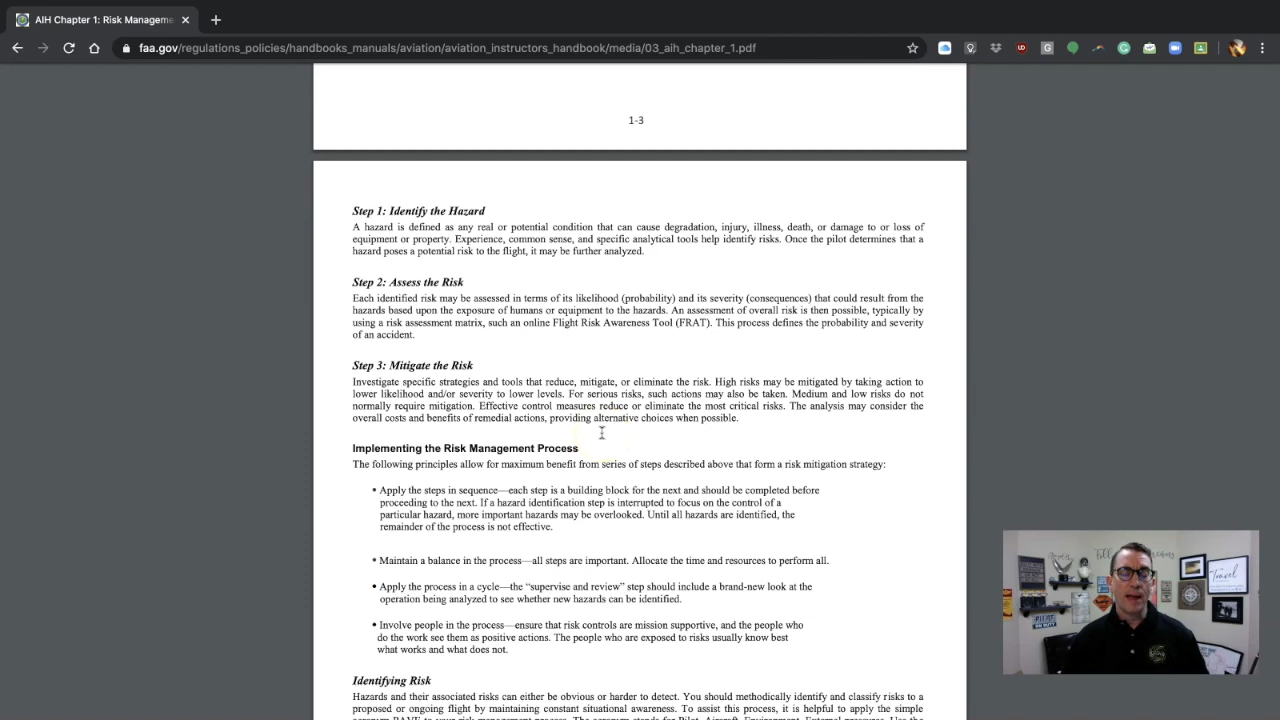 AIH Chapter 1: Risk Manageme
faa.gov/regulations_policies/handbooks_manuals/aviation/aviation_instructors_handbook/media/03_aih_chapter_1.pdf
1-3
Step 1: Identify the Hazard
A hazard is defined as any real or potential condition that can cause degradation, injury, illness, death, or damage to or loss of
equipment or property. Experience, common sense, and specific analytical tools help identify risks. Once the pilot determines that a
hazard poses a potential risk to the flight, it may be further analyzed.
Step 2: Assess the Risk
Each identified risk may be assessed in terms of its likelihood (probability) and its severity (consequences) that could result from the
hazards based upon the exposure of humans or equipment to the hazards. An assessment of overall risk is then possible, typically by
using a risk assessment matrix, such an online Flight Risk Awareness Tool (FRAT). This process defines the probability and severity
of an accident.
Step 3: Mitigate the Risk
Investigate specific strategies and tools that reduce, mitigate, or eliminate the risk. High risks may be mitigated by taking action to
lower likelihood and/or severity to lower levels. For serious risks, such actions may also be taken. Medium and low risks do not
normally require mitigation. Effective control measures reduce or eliminate the most critical risks. The analysis may consider the
overall costs and benefits of remedial actions, providing alternative choices when possible.
Implementing the Risk Management Process
The following principles allow for maximum benefit from series of steps described above that form a risk mitigation strategy:
• Apply the steps in sequence—each step is a building block for the next and should be completed before
proceeding to the next. If a hazard identification step is interrupted to focus on the control of a
particular hazard, more important hazards may be overlooked. Until all hazards are identified, the
remainder of the process is not effective.
• Maintain a balance in the process—all steps are important. Allocate the time and resources to perform all.
• Apply the process in a cycle—the “supervise and review” step should include a brand-new look at the
operation being analyzed to see whether new hazards can be identified.
• Involve people in the process—ensure that risk controls are mission supportive, and the people who
do the work see them as positive actions. The people who are exposed to risks usually know best
what works and what does not.
Identifying Risk
Hazards and their associated risks can either be obvious or harder to detect. You should methodically identify and classify risks to a
proposed or ongoing flight by maintaining constant situational awareness. To assist this process, it is helpful to apply the simple
Travel